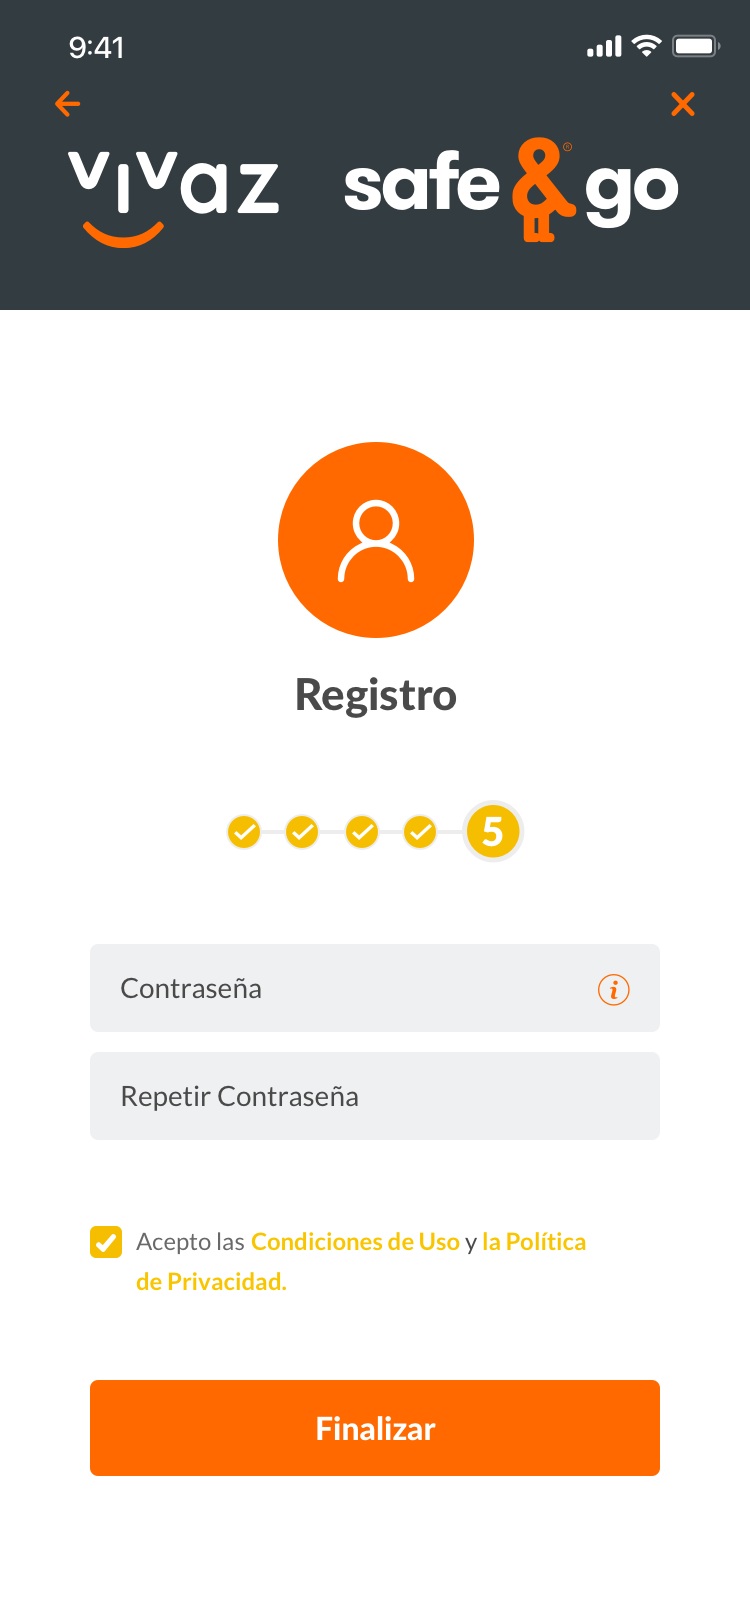 9:41
vivaz safe & go ®
Registro
5
Contraseña i
Repetir Contraseña
Acepto las Condiciones de Uso y la Política
de Privacidad.
Finalizar